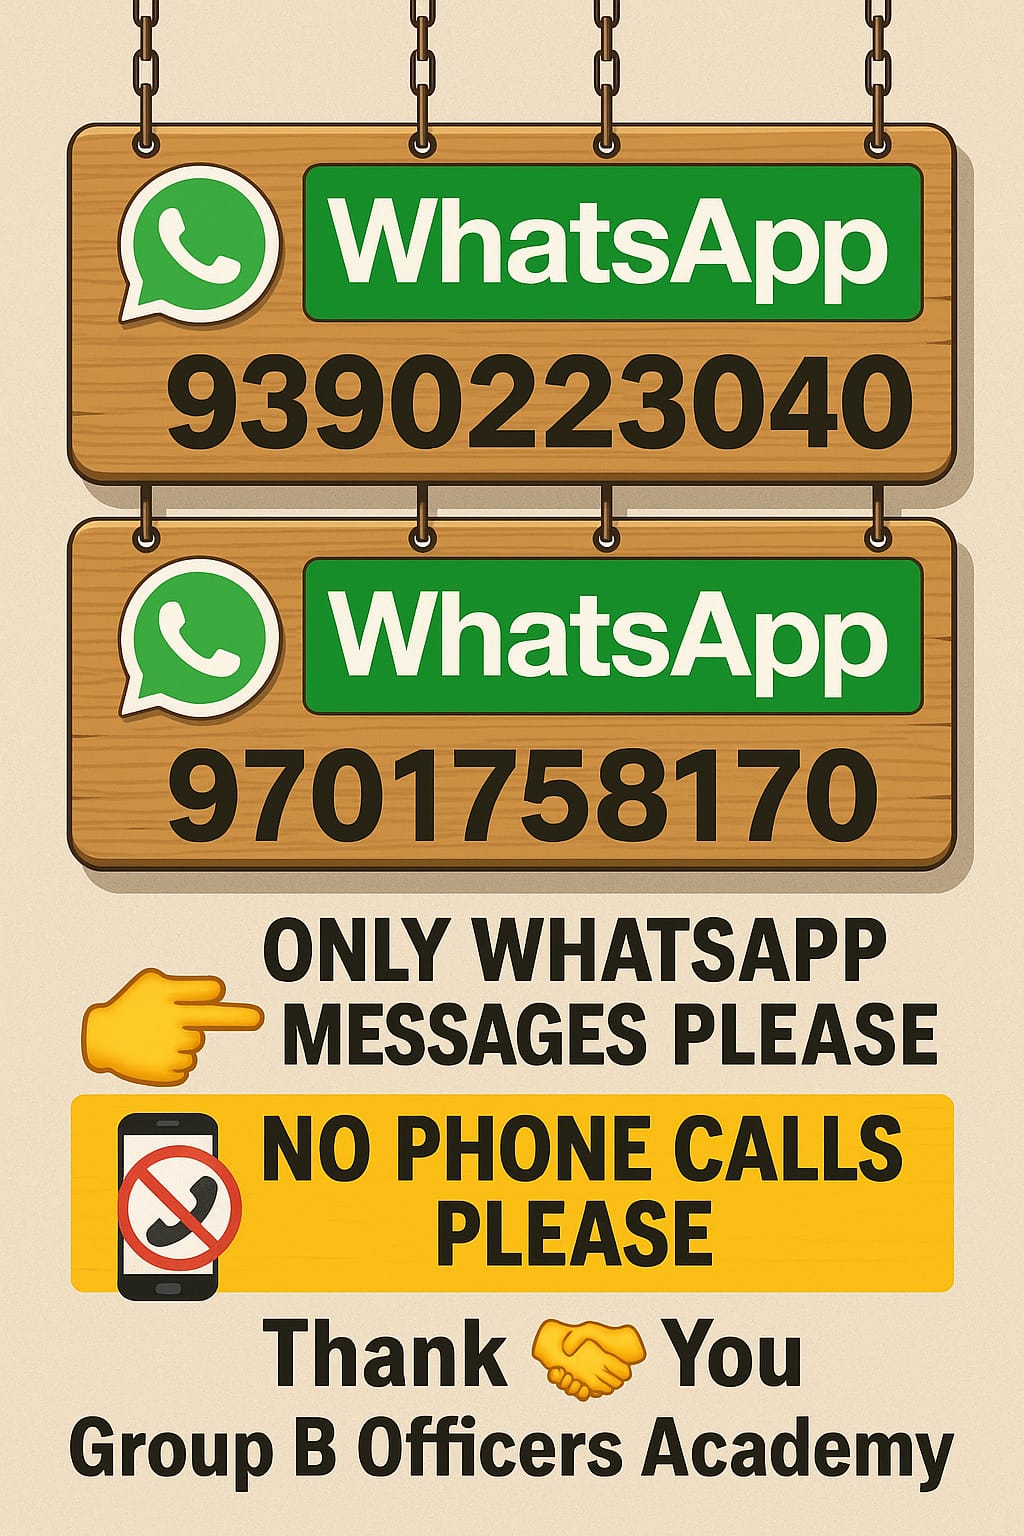 WhatsApp
9390223040
WhatsApp
9701758170
ONLY WHATSAPP
MESSAGES PLEASE
NO PHONE CALLS
PLEASE
Thank You
Group B Officers Academy